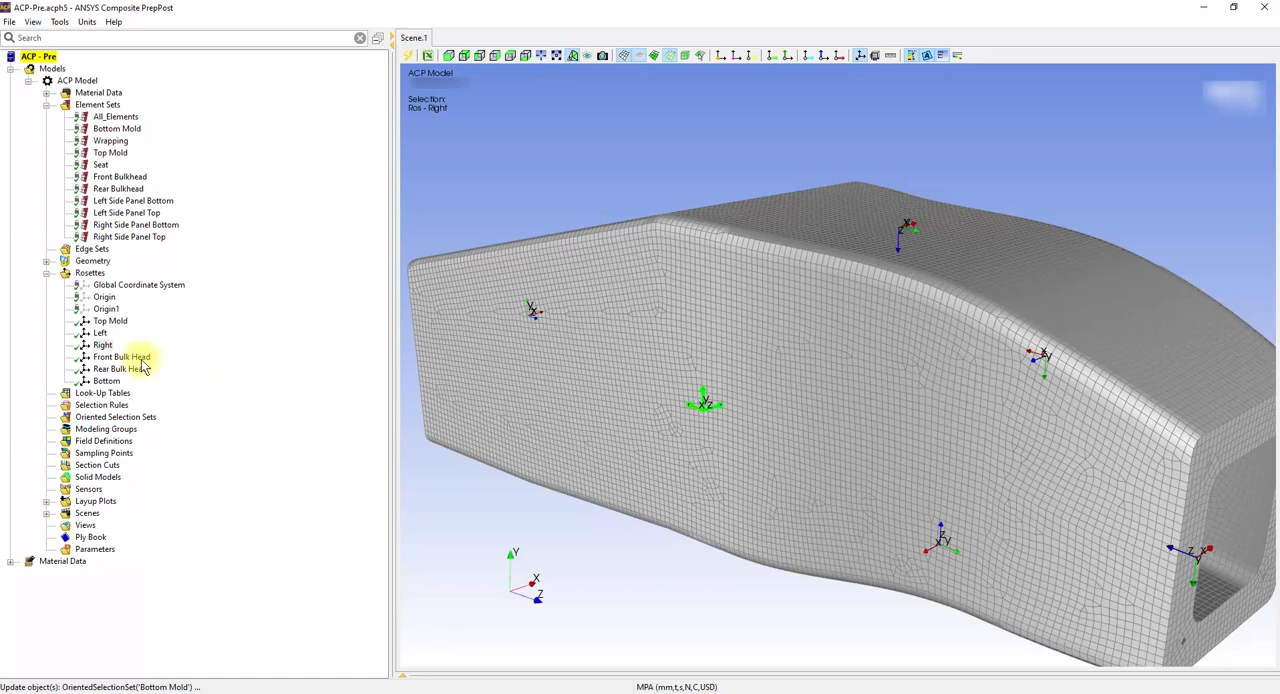 ACP-Pre.acph5 - ANSYS Composite PrepPost
File View Tools Units Help
Search
Scene.1
ACP - Pre
Models
ACP Model
Material Data
Element Sets
All_Elements
Bottom Mold
Wrapping
Top Mold
Seat
Front Bulkhead
Rear Bulkhead
Left Side Panel Bottom
Left Side Panel Top
Right Side Panel Bottom
Right Side Panel Top
Edge Sets
Geometry
Rosettes
Global Coordinate System
Origin
Origin1
Top Mold
Left
Right
Front Bulk Head
Rear Bulk Head
Bottom
Look-Up Tables
Selection Rules
Oriented Selection Sets
Modeling Groups
Field Definitions
Sampling Points
Section Cuts
Solid Models
Sensors
Layup Plots
Scenes
Views
Ply Book
Parameters
Material Data
ACP Model
Selection:
Ros - Right
X
Z
Y
X
X
Y
Y
X Z
Z
X Y
Z X
Y
Y
X
Z
Update object(s): OrientedSelectionSet('Bottom Mold') ...
MPA (mm,t,s,N,C,USD)